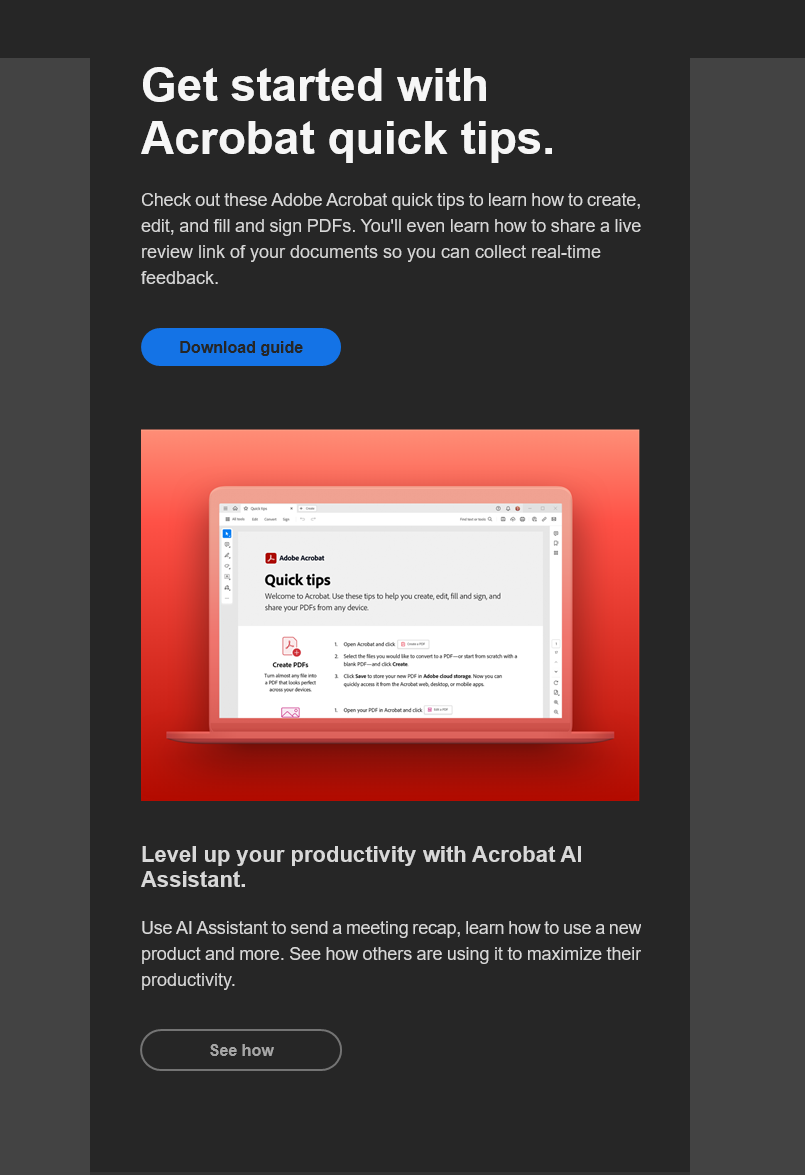 Get started with
Acrobat quick tips.
Check out these Adobe Acrobat quick tips to learn how to create,
edit, and fill and sign PDFs. You'll even learn how to share a live
review link of your documents so you can collect real-time
feedback.
Download guide
Quick tips
Create
All tools Edit Convert Sign
Find text or tools
Adobe Acrobat
Quick tips
Welcome to Acrobat. Use these tips to help you create, edit, fill and sign, and
share your PDFs from any device.
Create PDFs
Turn almost any file into
a PDF that looks perfect
across your devices.
1. Open Acrobat and click Create a PDF
2. Select the files you would like to convert to a PDF—or start from scratch with a
blank PDF—and click Create.
3. Click Save to store your new PDF in Adobe cloud storage. Now you can
quickly access it from the Acrobat web, desktop, or mobile apps.
1. Open your PDF in Acrobat and click Edit a PDF
Level up your productivity with Acrobat AI
Assistant.
Use AI Assistant to send a meeting recap, learn how to use a new
product and more. See how others are using it to maximize their
productivity.
See how